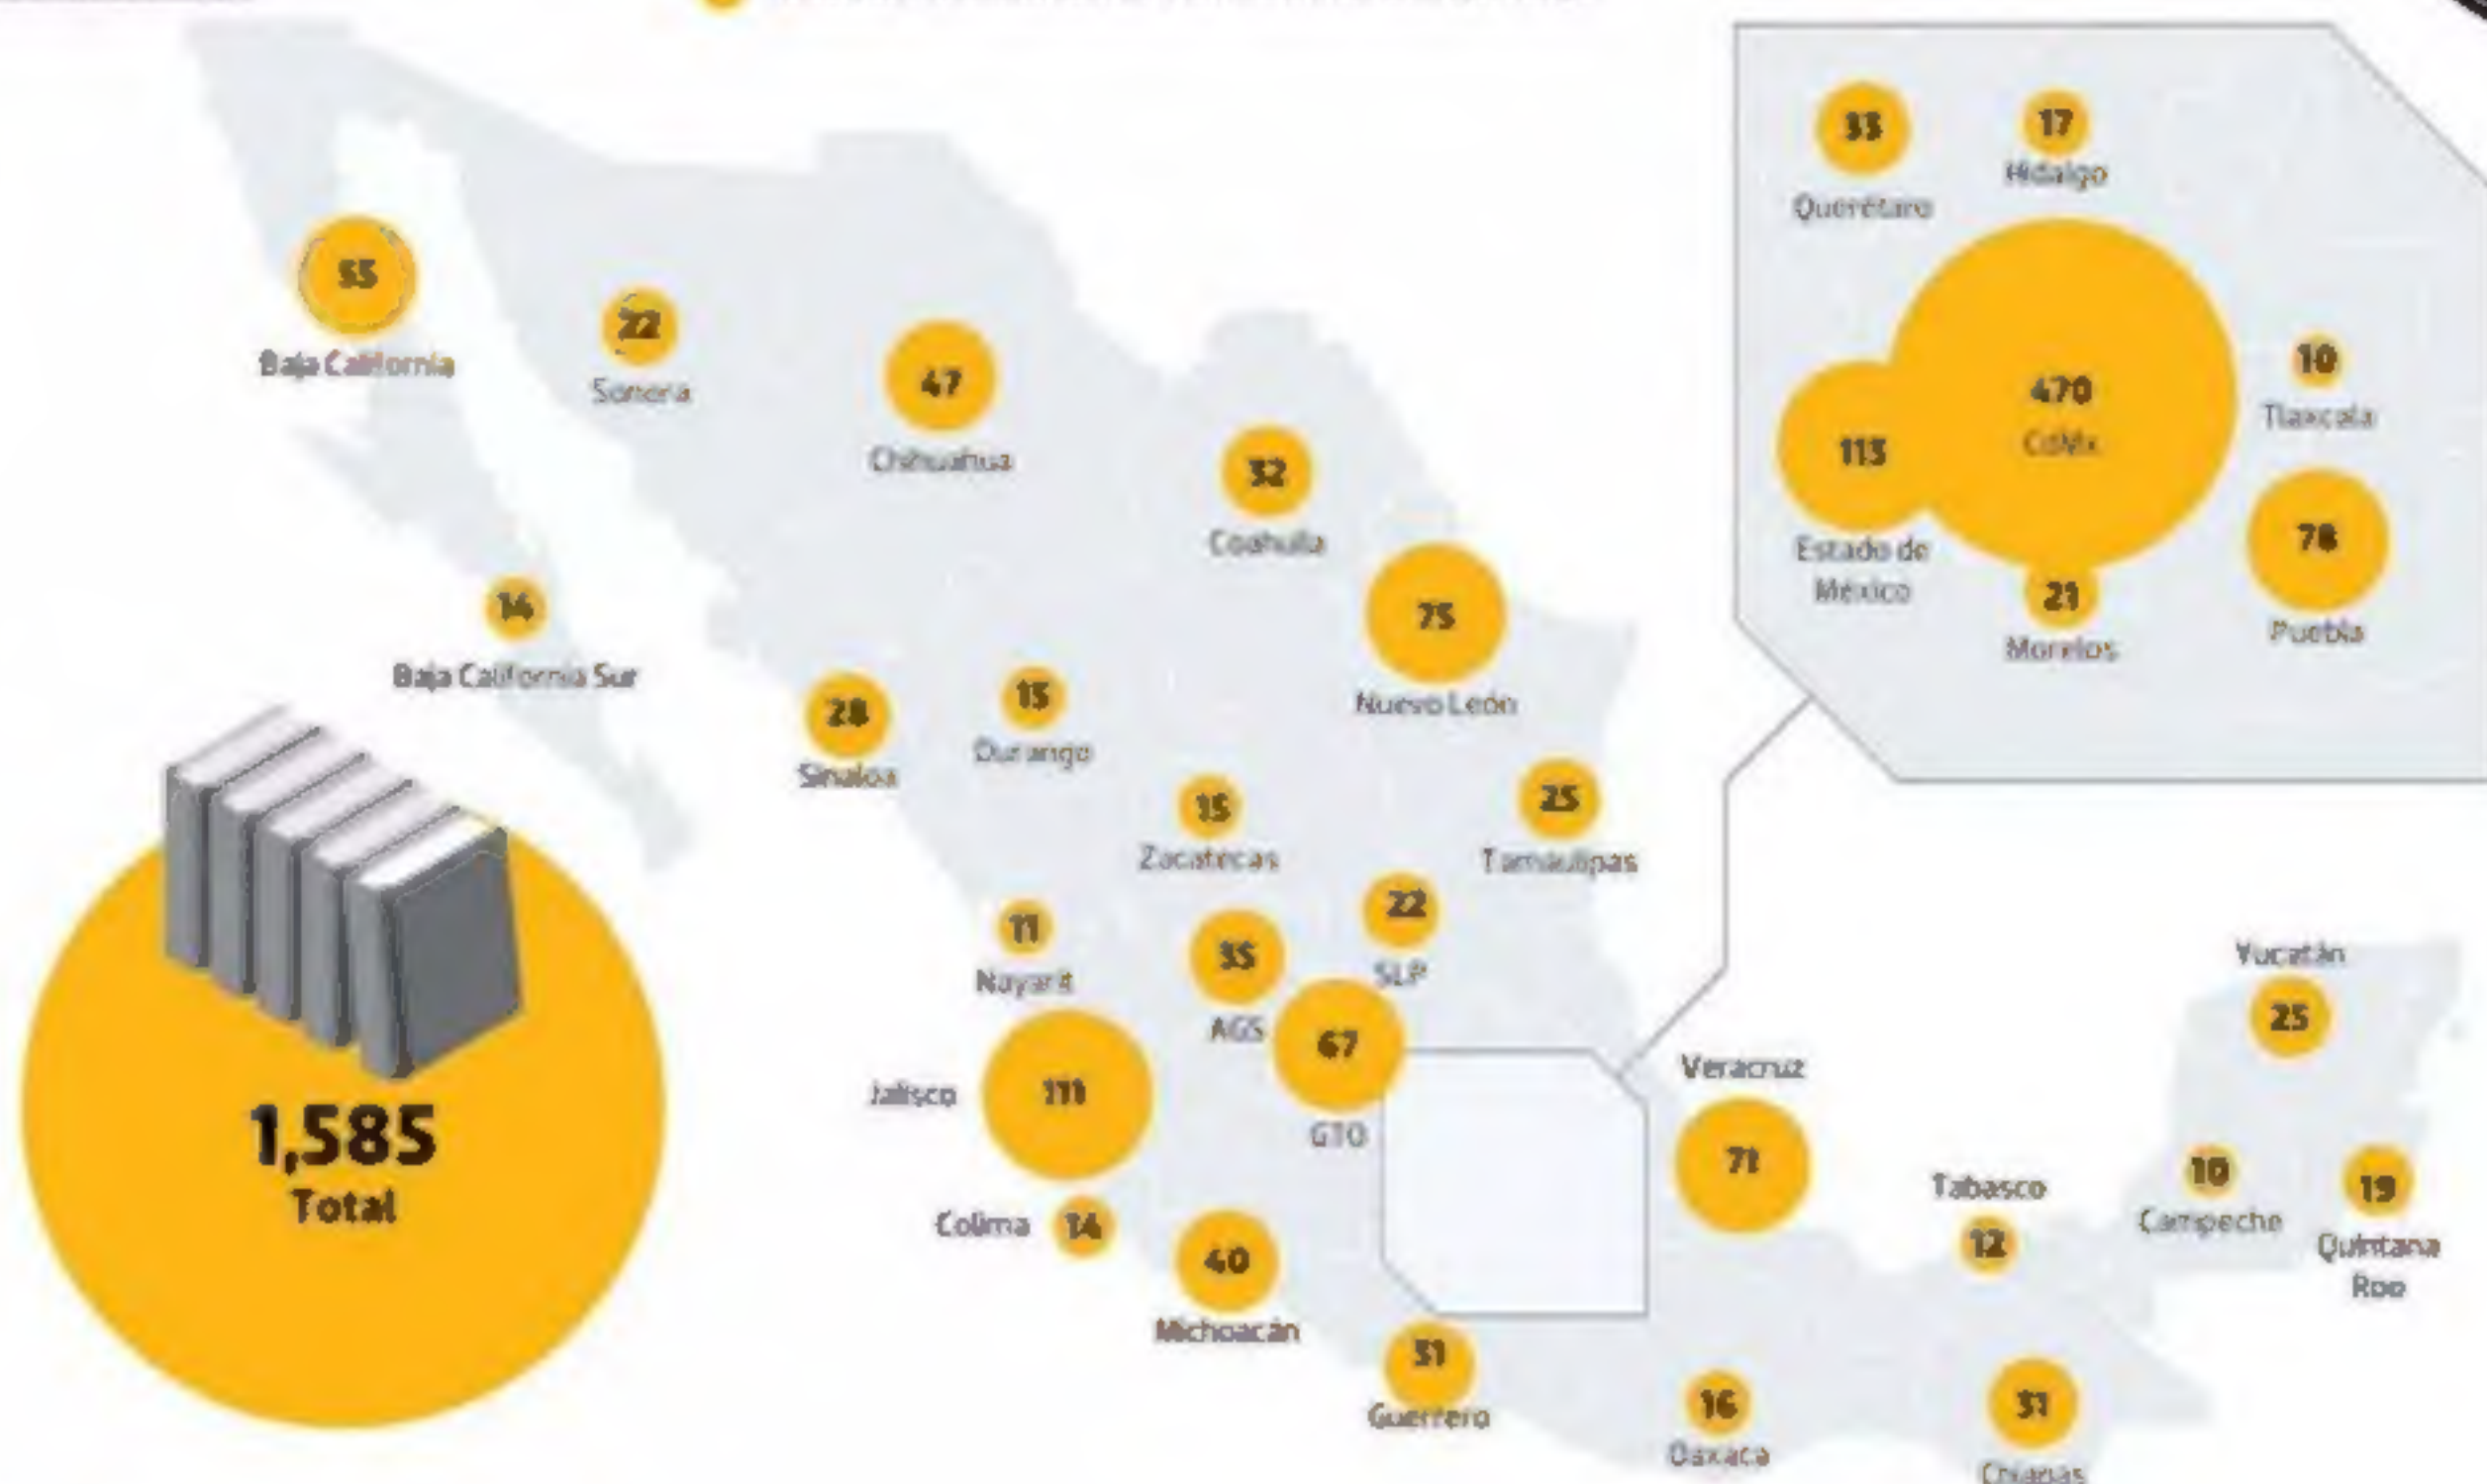 33
Querétaro
17
Hidalgo
470
CdMx
10
Tlaxcala
113
Estado de
México
21
Morelos
78
Puebla
55
Baja California
22
Sonora
47
Chihuahua
32
Coahuila
75
Nuevo León
14
Baja California Sur
28
Sinaloa
15
Durango
15
Zacatecas
25
Tamaulipas
11
Nayarit
35
AGS
22
SLP
67
GTO
Jalisco
111
Colima
14
40
Michoacán
31
Guerrero
Veracruz
71
16
Oaxaca
Tabasco
12
31
Chiapas
Yucatán
25
10
Campeche
19
Quintana
Roo
1,585
Total